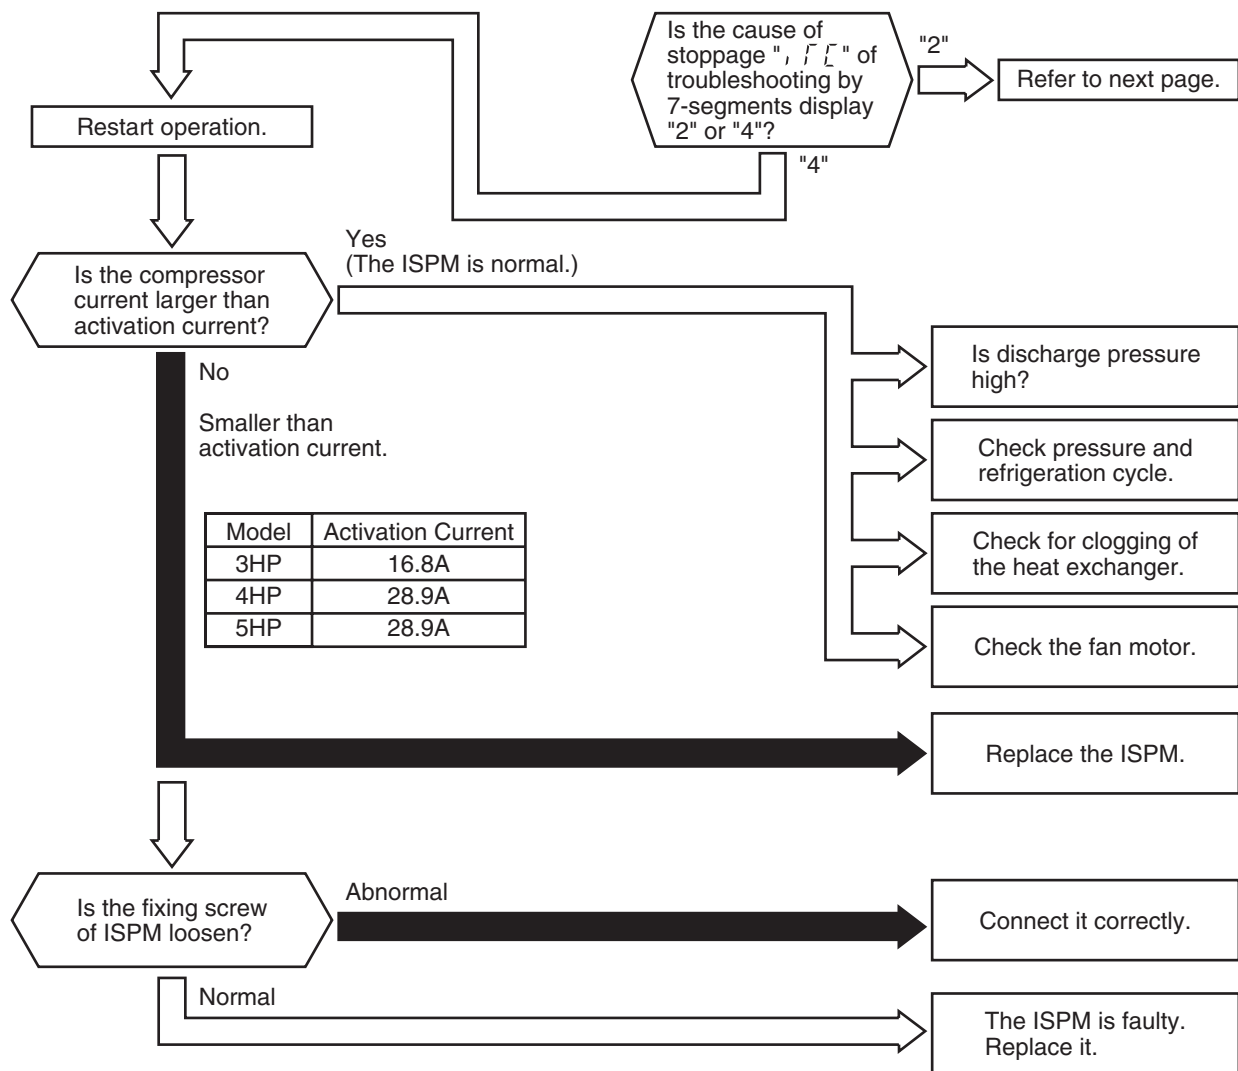 Is the cause of
stoppage "iTC" of
troubleshooting by
7-segments display
"2" or "4"?
"2"
Refer to next page.
"4"
Restart operation.
Is the compressor
current larger than
activation current?
Yes
(The ISPM is normal.)
No
Smaller than
activation current.
Is discharge pressure
high?
Check pressure and
refrigeration cycle.
Check for clogging of
the heat exchanger.
Check the fan motor.
Model Activation Current
3HP 16.8A
4HP 28.9A
5HP 28.9A
Replace the ISPM.
Is the fixing screw
of ISPM loosen?
Abnormal
Connect it correctly.
Normal
The ISPM is faulty.
Replace it.